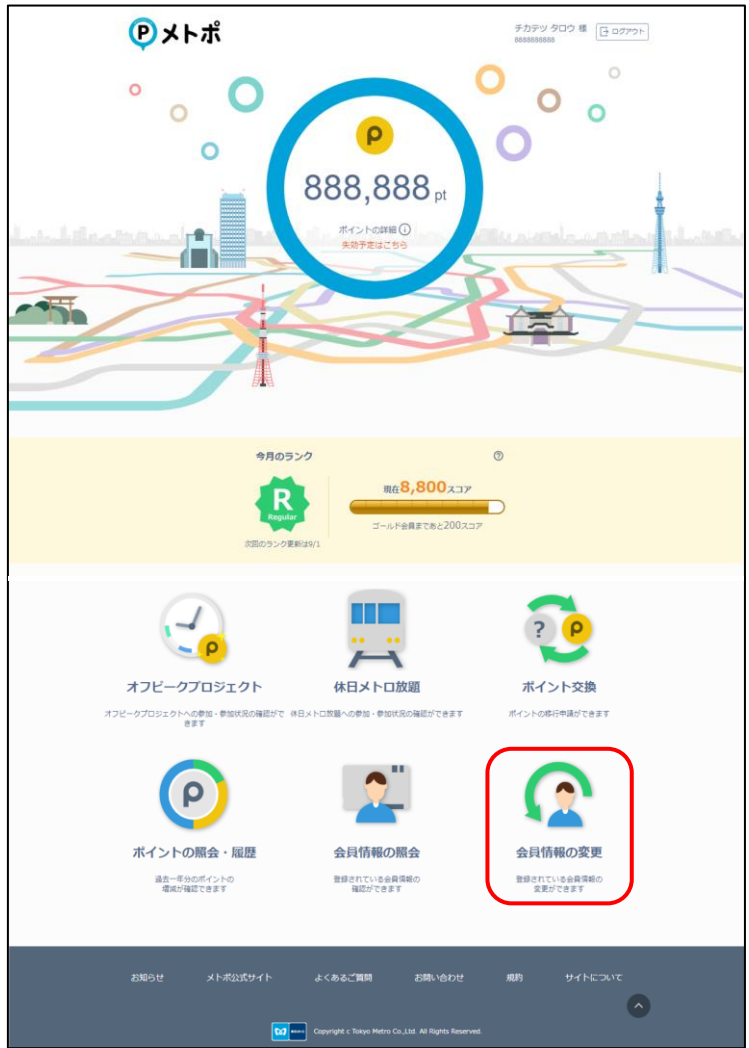 P メトポ
チカテツ タロウ 様
8888888888
ログアウト
888,888 pt
ポイントの詳細
失効予定はこちら
今月のランク
R
Regular
次回のランク更新は9/1
現在8,800スコア
ゴールド会員まであと200スコア
オフピークプロジェクト
オフピークプロジェクトへの参加・参加状況の確認がで
きます
休日メトロ放題
休日メトロ放題への参加・参加状況の確認ができます
?
ポイント交換
ポイントの移行申請ができます
ポイントの照会・履歴
過去一年分のポイントの
増減が確認できます
会員情報の照会
登録されている会員情報の
確認ができます
会員情報の変更
登録されている会員情報の
変更ができます
お知らせ
メトポ公式サイト
よくあるご質問
お問い合わせ
規約
サイトについて
Copyright c Tokyo Metro Co.,Ltd. All Rights Reserved.